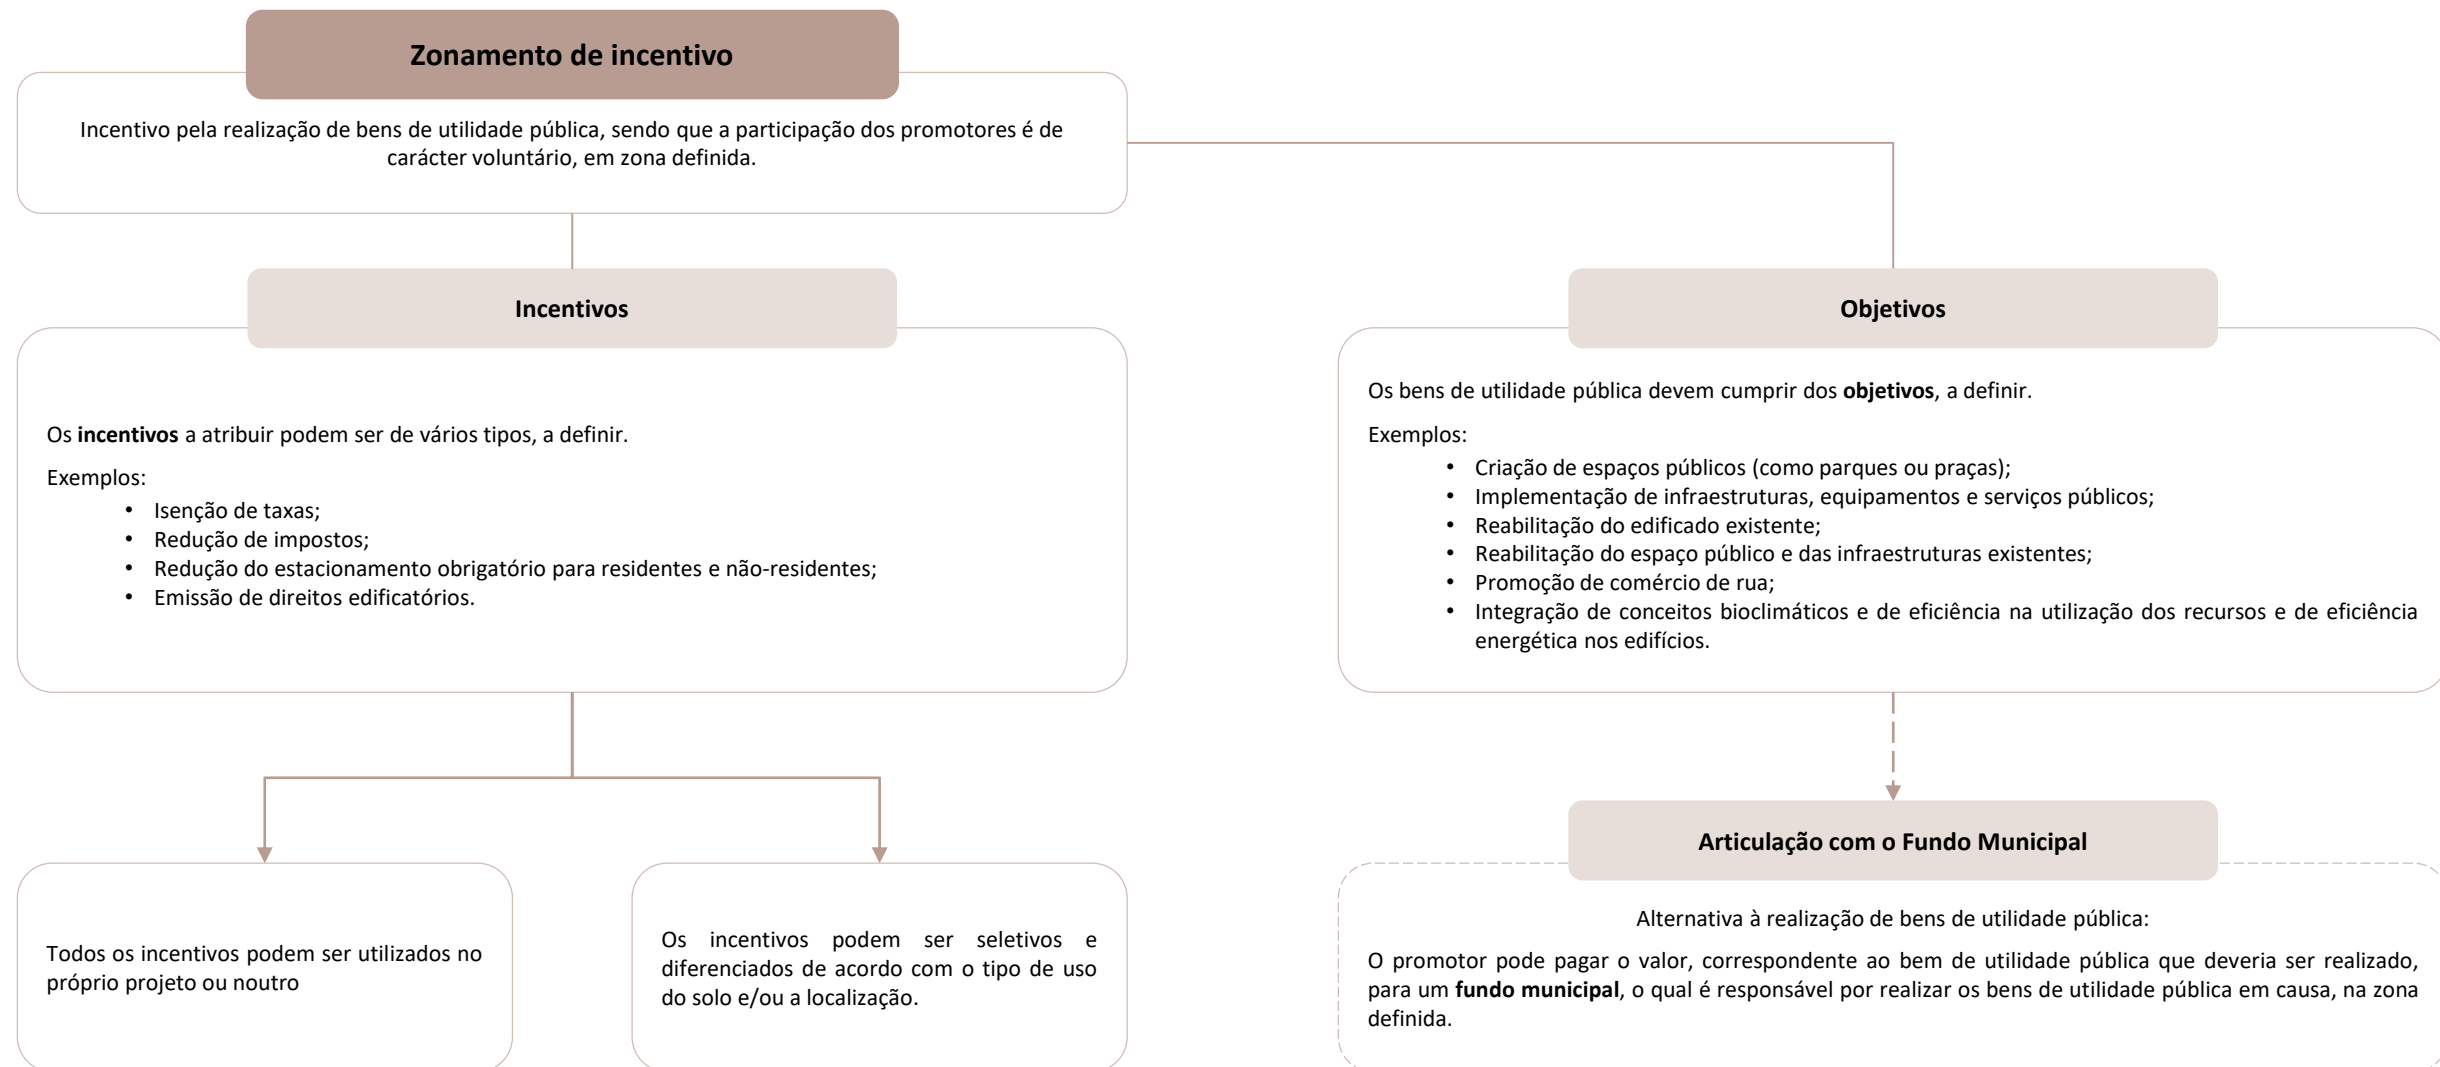 Zonamento de incentivo
Incentivo pela realização de bens de utilidade pública, sendo que a participação dos promotores é de
carácter voluntário, em zona definida.
Incentivos
Os incentivos a atribuir podem ser de vários tipos, a definir.
Exemplos:
• Isenção de taxas;
• Redução de impostos;
• Redução do estacionamento obrigatório para residentes e não-residentes;
• Emissão de direitos edificatórios.
Objetivos
Os bens de utilidade pública devem cumprir dos objetivos, a definir.
Exemplos:
• Criação de espaços públicos (como parques ou praças);
• Implementação de infraestruturas, equipamentos e serviços públicos;
• Reabilitação do edificado existente;
• Reabilitação do espaço público e das infraestruturas existentes;
• Promoção de comércio de rua;
• Integração de conceitos bioclimáticos e de eficiência na utilização dos recursos e de eficiência
energética nos edifícios.
Todos os incentivos podem ser utilizados no
próprio projeto ou noutro
Os incentivos podem ser seletivos e
diferenciados de acordo com o tipo de uso
do solo e/ou a localização.
Articulação com o Fundo Municipal
Alternativa à realização de bens de utilidade pública:
O promotor pode pagar o valor, correspondente ao bem de utilidade pública que deveria ser realizado,
para um fundo municipal, o qual é responsável por realizar os bens de utilidade pública em causa, na zona
definida.